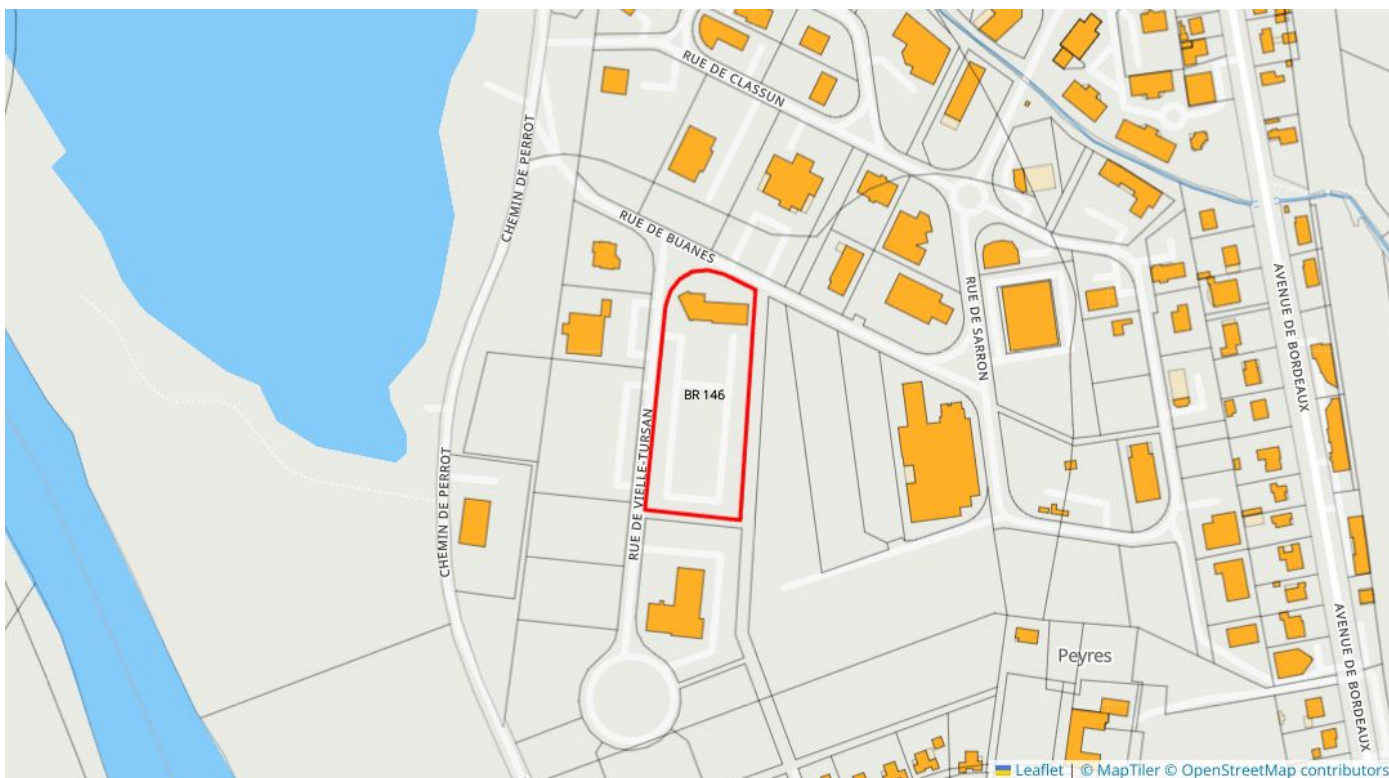 RUE DE CLASSUN
CHEMIN DE PERROT
RUE DE BUANES
AVENUE DE BORDEAUX
RUE DE SARRON
BR 146
RUE DE VIELLE-TURSAN
CHEMIN DE PERROT
Peyres
AVENUE DE BORDEAUX
Leaflet | © MapTiler © OpenStreetMap contributors